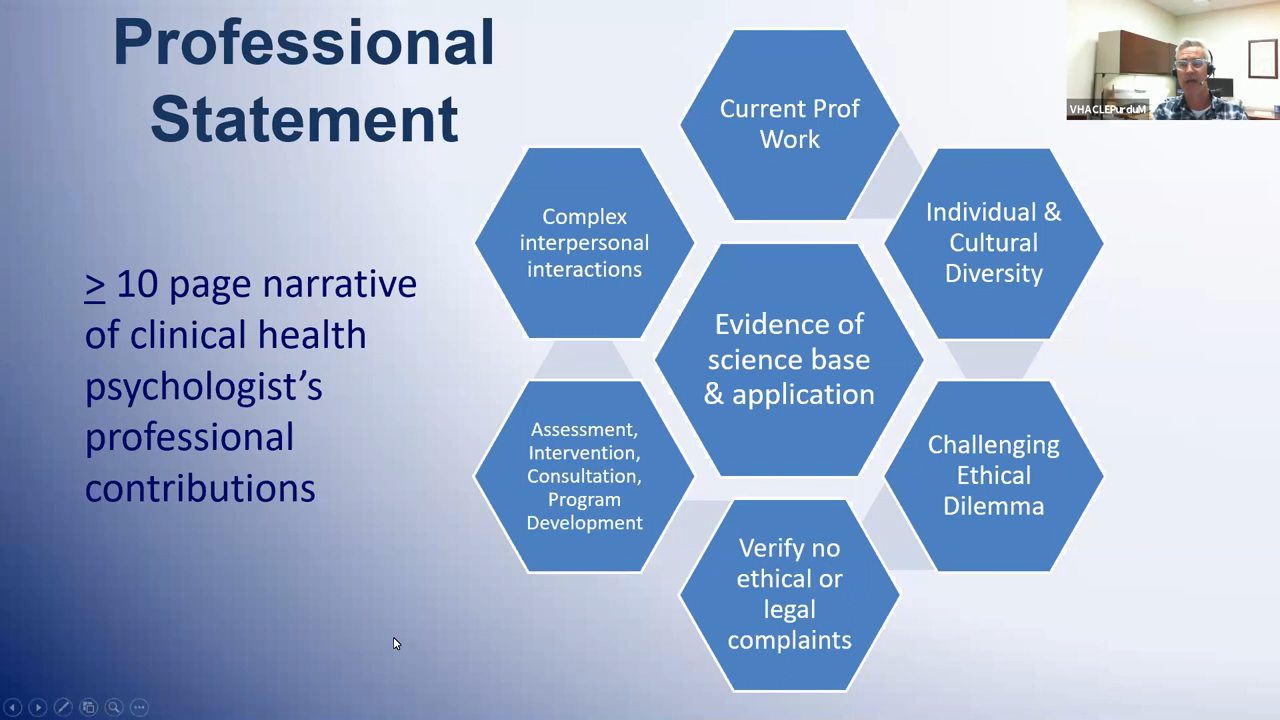 Professional
Statement
≥ 10 page narrative
of clinical health
psychologist’s
professional
contributions
Current Prof
Work
Individual &
Cultural
Diversity
Challenging
Ethical
Dilemma
Verify no
ethical or
legal
complaints
Assessment,
Intervention,
Consultation,
Program
Development
Complex
interpersonal
interactions
Evidence of
science base
& application
VHACLEPurduM